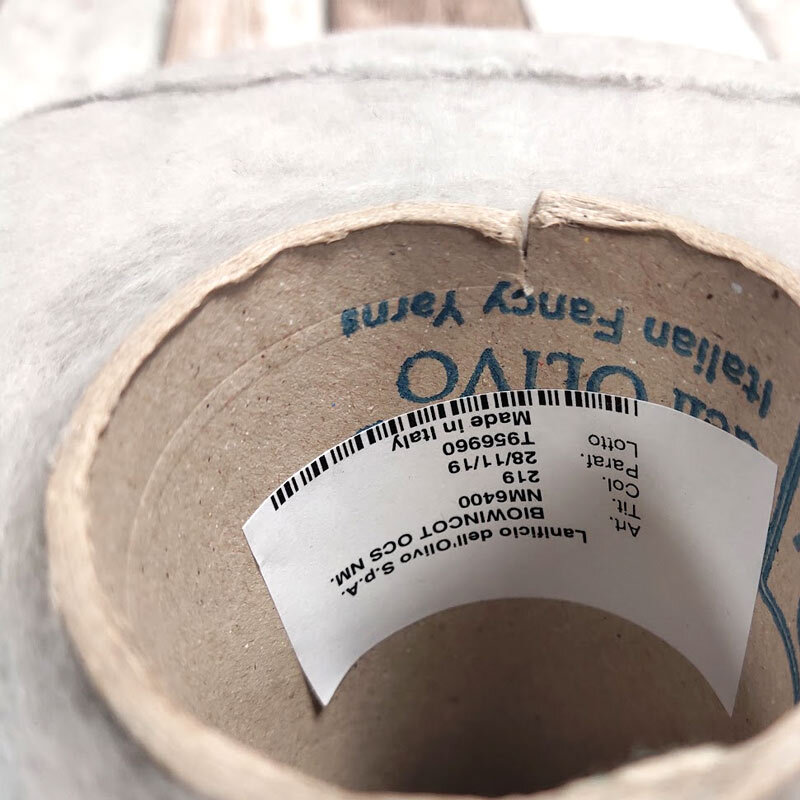 Lanificio dell'Olivo S.p.A.
Art. BIOWINCOT OCS NM.
Tit. NM6400
Col. 219
Paraf. 28/11/19
Lotto T956960
Made in Italy
OLIVO
Italian Fancy Yarns